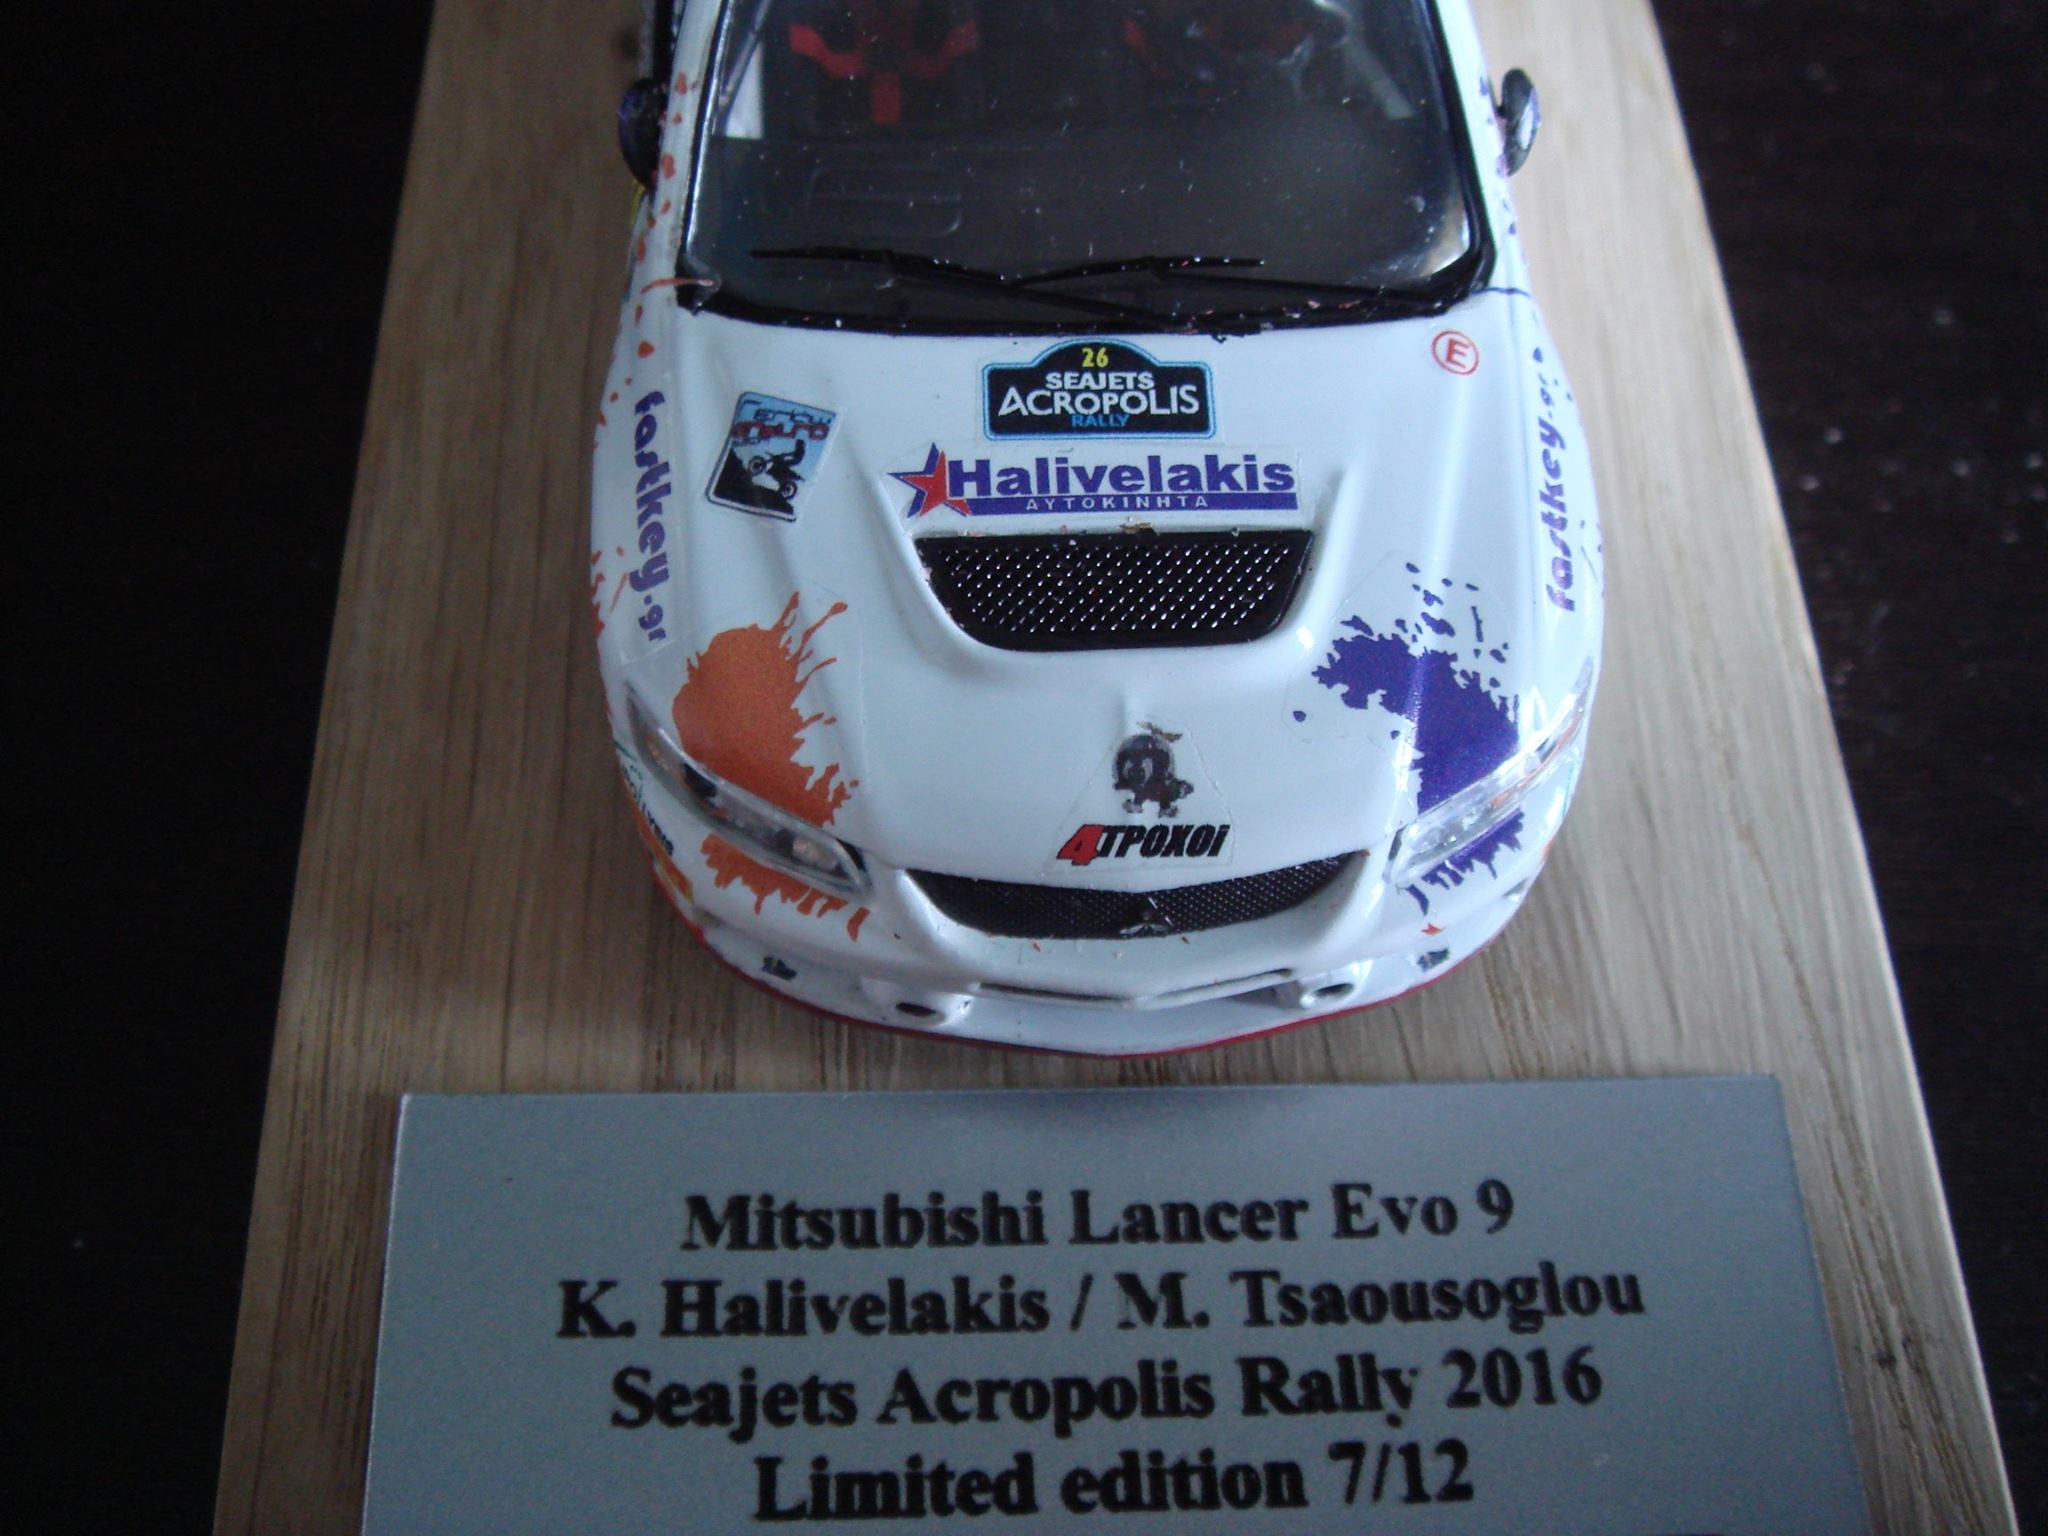 26
SEAJETS
ACROPOLIS
RALLY
E
Halivelakis
ΑΥΤΟΚΙΝΗΤΑ
fastkey.gr
fastkey.gr
4ΤΡΟΧΟί
Mitsubishi Lancer Evo 9
K. Halivelakis / M. Tsaousoglou
Seajets Acropolis Rally 2016
Limited edition 7/12